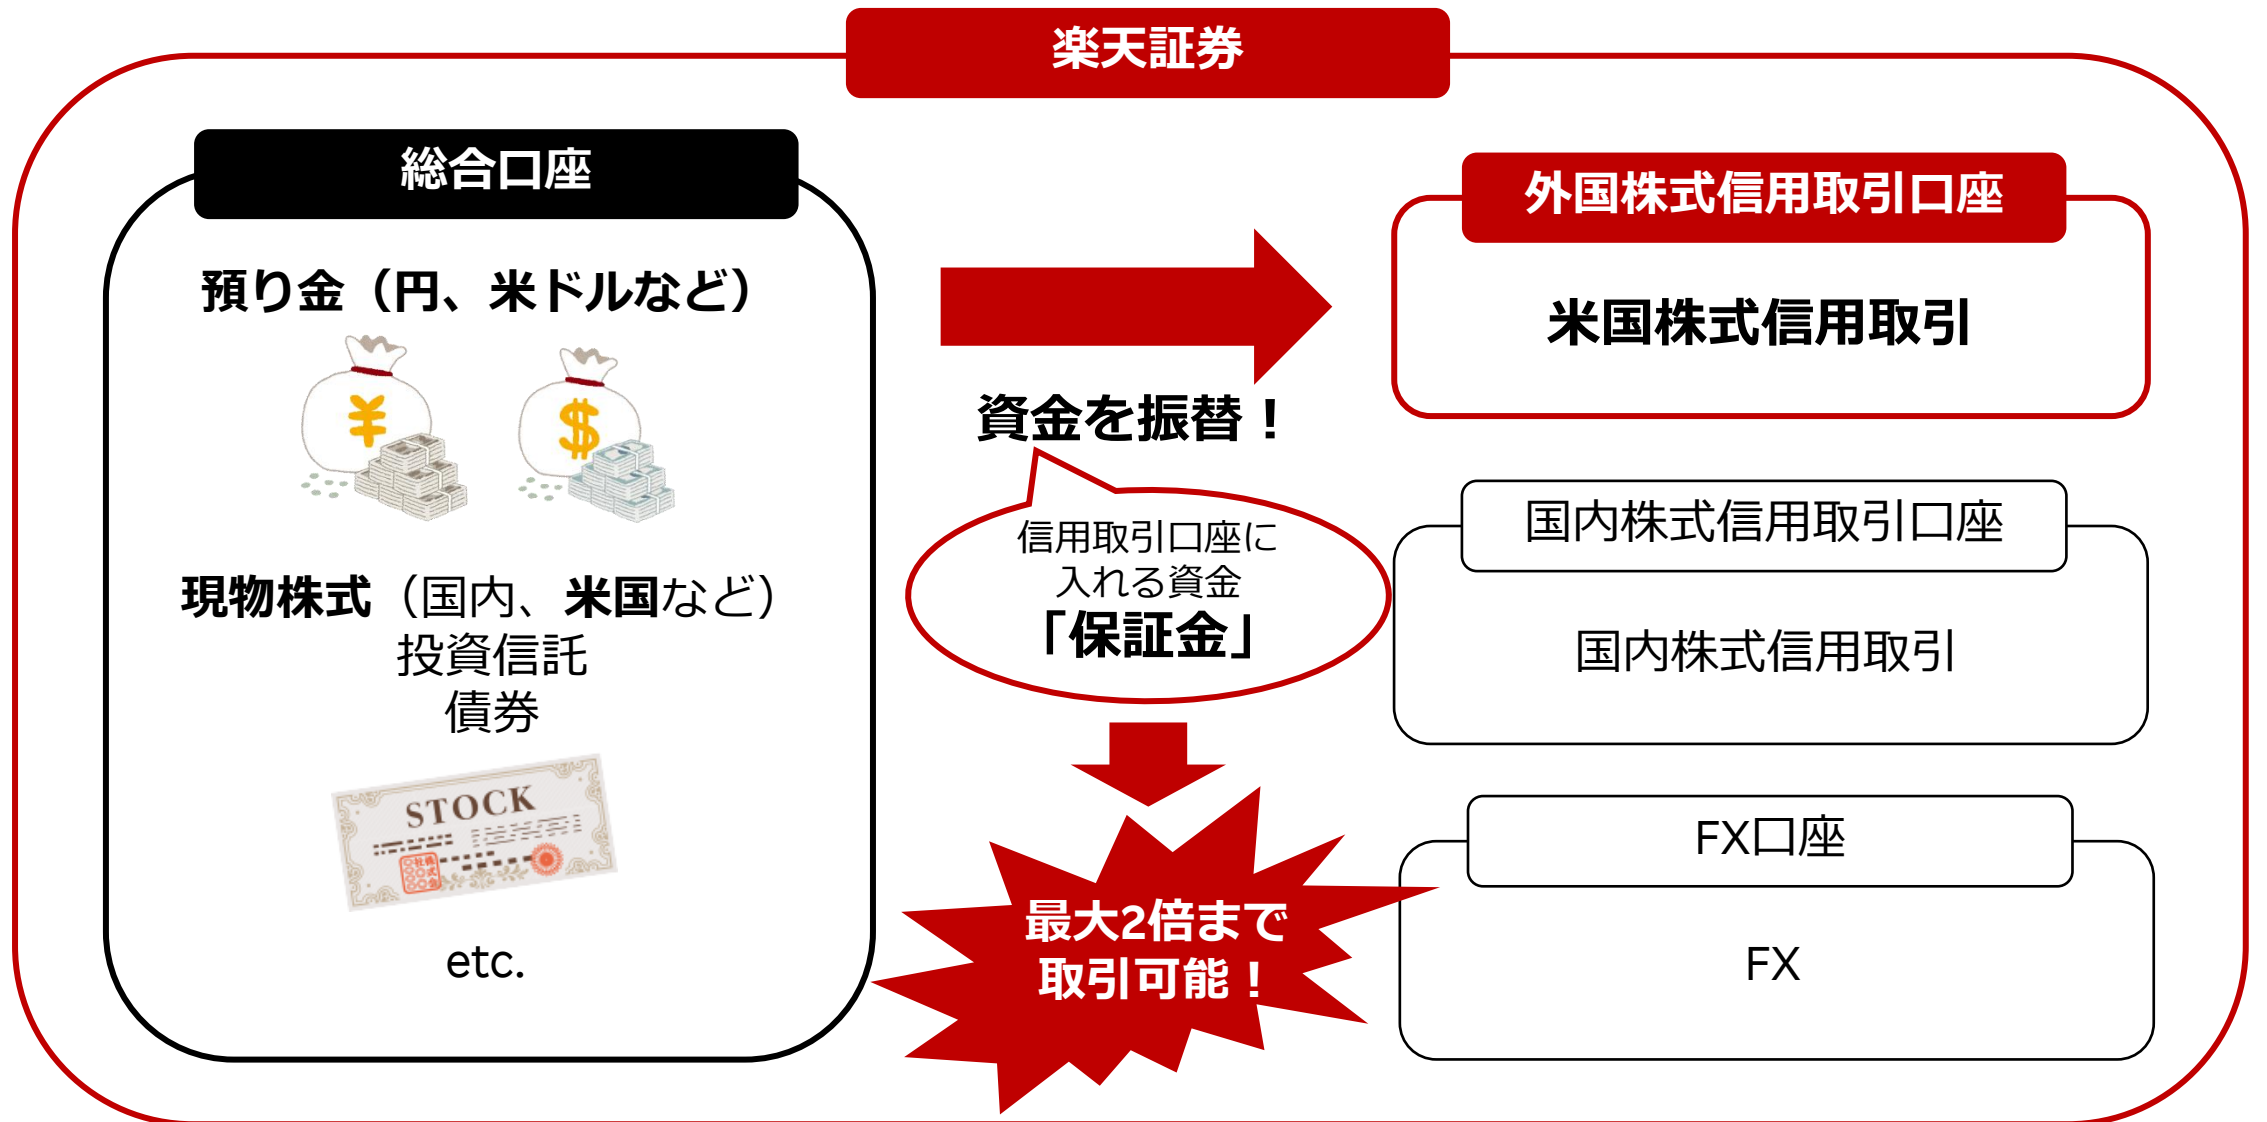 楽天証券
総合口座
預り金（円、米ドルなど）
¥
$
現物株式（国内、米国など）
投資信託
債券
STOCK
etc.
資金を振替！
信用取引口座に
入れる資金
「保証金」
最大2倍まで
取引可能！
外国株式信用取引口座
米国株式信用取引
国内株式信用取引口座
国内株式信用取引
FX口座
FX